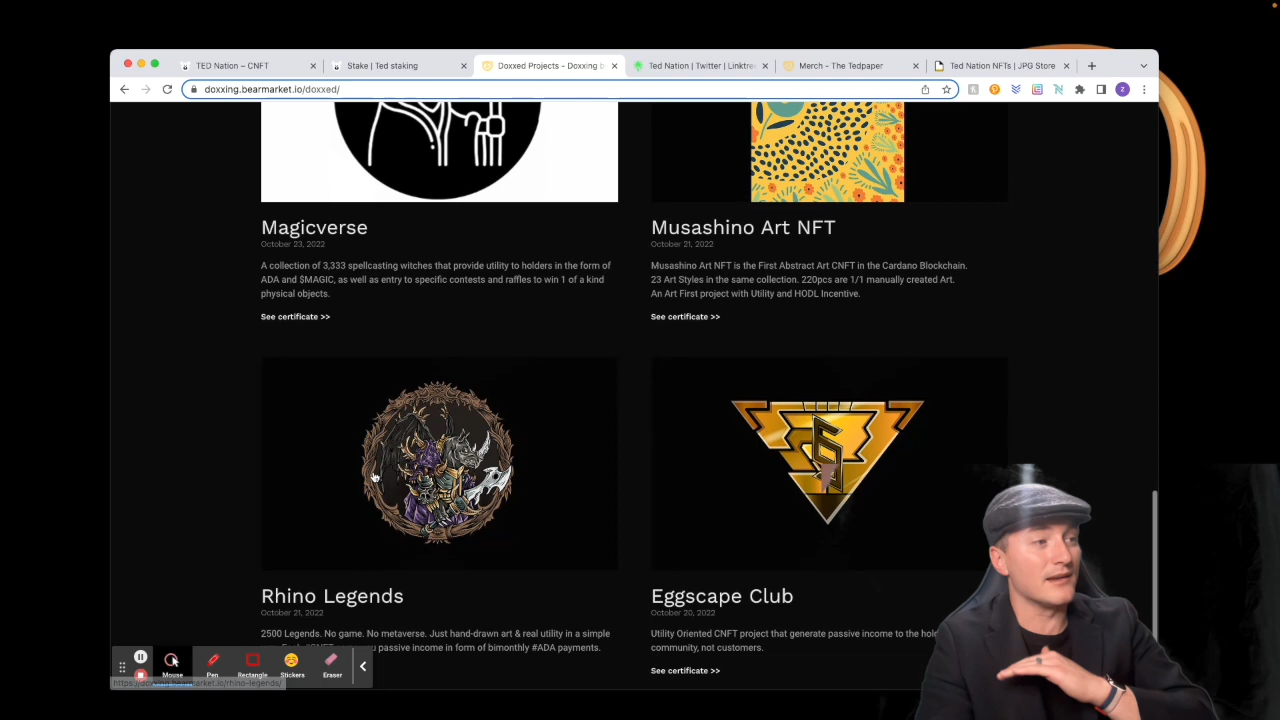 TED Nation – CNFT
Stake | Ted staking
Doxxed Projects - Doxxing b
Ted Nation | Twitter | Linktre
Merch - The Tedpaper
Ted Nation NFTs | JPG Store
doxxing.bearmarket.io/doxxed/
Magicverse
October 23, 2022
A collection of 3,333 spellcasting witches that provide utility to holders in the form of
ADA and $MAGIC, as well as entry to specific contests and raffles to win 1 of a kind
physical objects.
See certificate >>
Musashino Art NFT
October 21, 2022
Musashino Art NFT is the First Abstract Art CNFT in the Cardano Blockchain.
23 Art Styles in the same collection. 220pcs are 1/1 manually created Art.
An Art First project with Utility and HODL Incentive.
See certificate >>
Rhino Legends
October 21, 2022
2500 Legends. No game. No metaverse. Just hand-drawn art & real utility in a simple
passive income in form of bimonthly #ADA payments.
Eggscape Club
October 20, 2022
Utility Oriented CNFT project that generate passive income to the hol
community, not customers.
See certificate >>
Mouse
Pen
Rectangle
Stickers
Eraser
https://doxxing.bearmarket.io/rhino-legends/